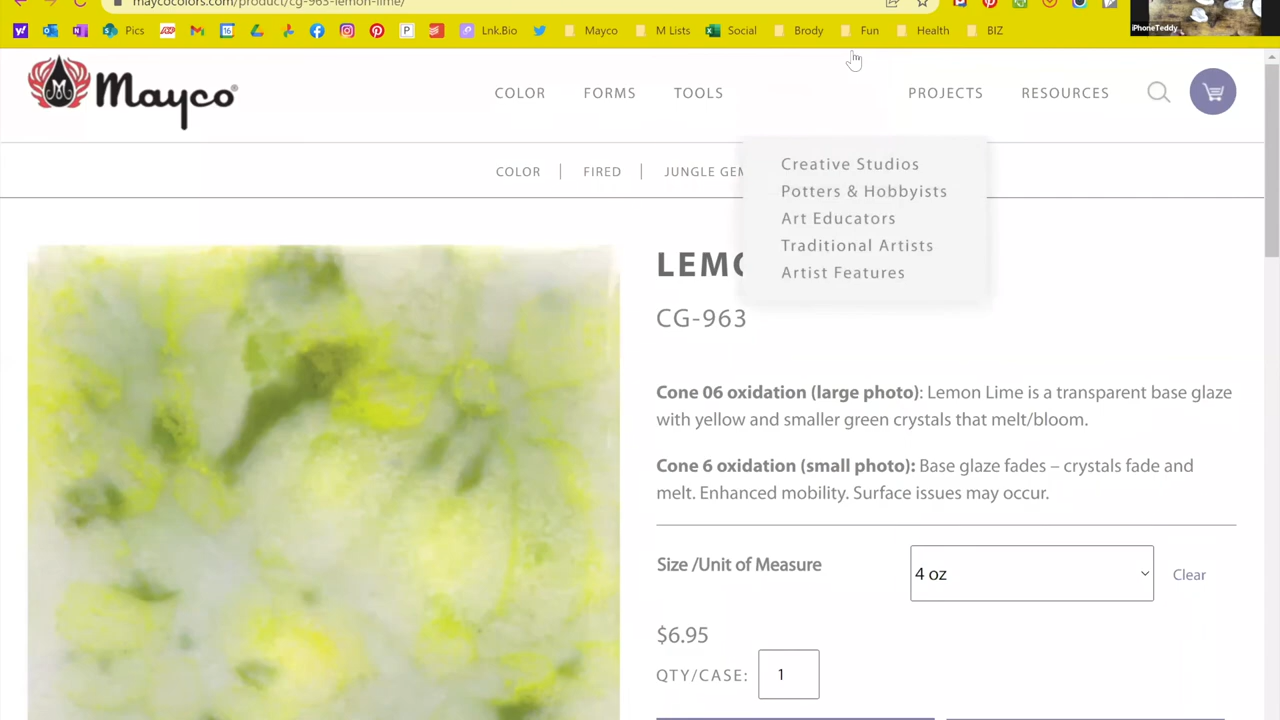 maycocolors.com/product/cg-963-lemon-lime/
iPhoneTeddy
Pics
Lnk.Bio
Mayco
M Lists
Social
Brody
Fun
Health
BIZ
Mayco®
COLOR
FORMS
TOOLS
PROJECTS
RESOURCES
Creative Studios
Potters & Hobbyists
Art Educators
Traditional Artists
Artist Features
COLOR | FIRED | JUNGLE GEM
CG-963
Cone 06 oxidation (large photo): Lemon Lime is a transparent base glaze
with yellow and smaller green crystals that melt/bloom.
Cone 6 oxidation (small photo): Base glaze fades – crystals fade and
melt. Enhanced mobility. Surface issues may occur.
Size /Unit of Measure
4 oz
Clear
$6.95
QTY/CASE:
1